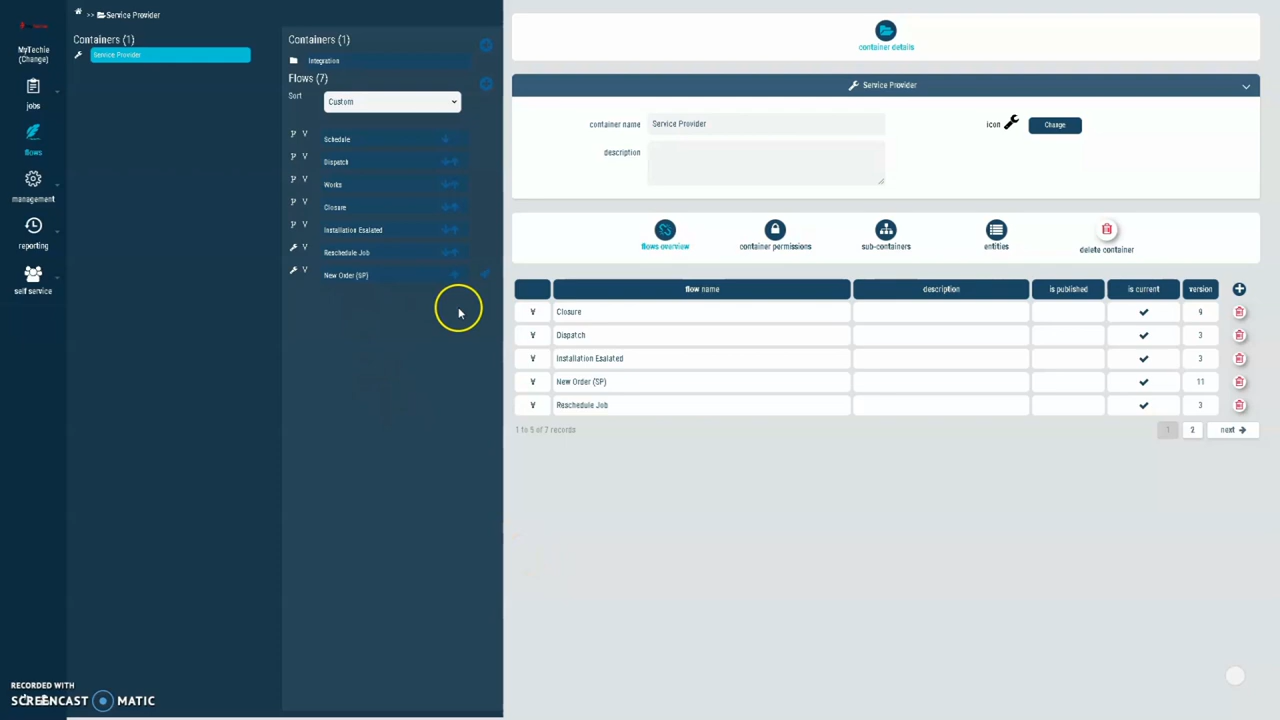 >> Service Provider
Containers (1)
Service Provider
MyTechie
(Change)
jobs
flows
management
reporting
self service
Containers (1)
Integration
Flows (7)
Sort
Custom
Schedule
Dispatch
Works
Closure
Installation Esalated
Reschedule Job
New Order (SP)
container details
Service Provider
container name
Service Provider
icon
Change
description
flows overview
container permissions
sub-containers
entities
delete container
flow name
description
is published
is current
version
Closure
9
Dispatch
3
Installation Esalated
3
New Order (SP)
11
Reschedule Job
3
1 to 5 of 7 records
1
2
next
RECORDED WITH
SCREENCAST MATIC